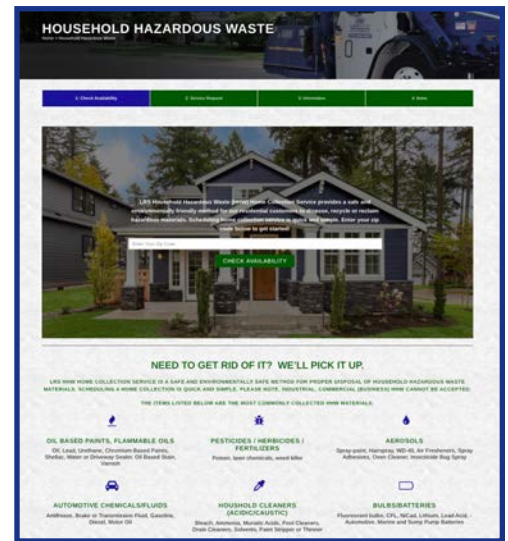 HOUSEHOLD HAZARDOUS WASTE
Home > Household Hazardous Waste
1: Check Availability
2: Service Request
3: Information
4: Items
LRS Household Hazardous Waste (HHW) Home Collection Service provides a safe and
environmentally friendly method for our residential customers to dispose, recycle or reclaim
hazardous materials. Scheduling home collection service is quick and simple. Enter your zip
code below to get started!
Enter Your Zip Code
CHECK AVAILABILITY
NEED TO GET RID OF IT? WE'LL PICK IT UP.
LRS HHW HOME COLLECTION SERVICE IS A SAFE AND ENVIRONMENTALLY SAFE METHOD FOR PROPER DISPOSAL OF HOUSEHOLD HAZARDOUS WASTE
MATERIALS. SCHEDULING A HOME COLLECTION IS QUICK AND SIMPLE. PLEASE NOTE, INDUSTRIAL, COMMERCIAL (BUSINESS) HHW CANNOT BE ACCEPTED.
THE ITEMS LISTED BELOW ARE THE MOST COMMONLY COLLECTED HHW MATERIALS.
OIL BASED PAINTS, FLAMMABLE OILS
Oil, Lead, Urethane, Chromium Based Paints,
Shellac, Water or Driveway Sealer, Oil Based Stain,
Varnish
PESTICIDES / HERBICIDES /
FERTILIZERS
Poison, lawn chemicals, weed killer
AEROSOLS
Spray-paint, Hairspray, WD-40, Air Fresheners, Spray
Adhesives, Oven Cleaner, Insecticide Bug Spray
AUTOMOTIVE CHEMICALS/FLUIDS
Antifreeze, Brake or Transmission Fluid, Gasoline,
Diesel, Motor Oil
HOUSHOLD CLEANERS
(ACIDIC/CAUSTIC)
Bleach, Ammonia, Muriatic Acids, Pool Cleaners,
Drain Cleaners, Solvents, Paint Stripper or Thinner
BULBS/BATTERIES
Fluorescent bulbs, CFL, NiCad, Lithium, Lead Acid, -
Automotive, Marine and Sump Pump Batteries